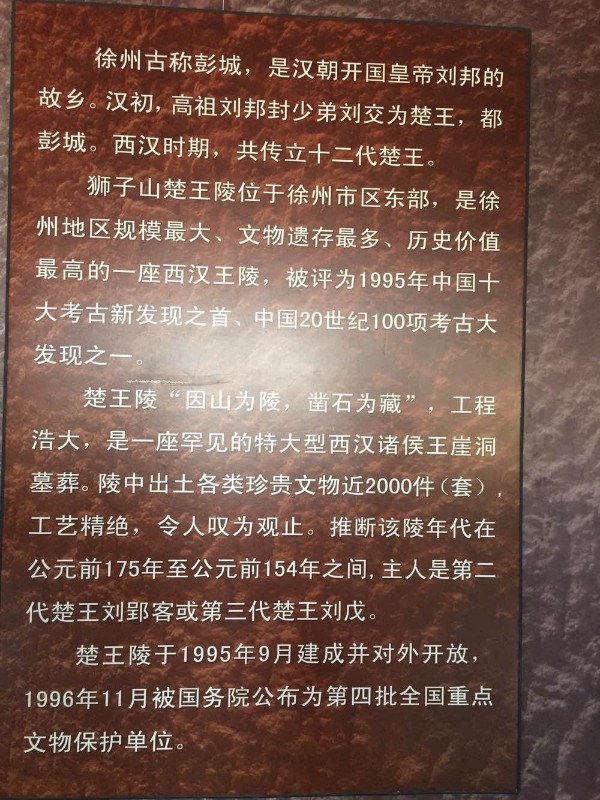 徐州古称彭城，是汉朝开国皇帝刘邦的
故乡。汉初，高祖刘邦封少弟刘交为楚王，都
彭城。西汉时期，共传立十二代楚王。
狮子山楚王陵位于徐州市区东部，是徐
州地区规模最大、文物遗存最多、历史价值
最高的一座西汉王陵，被评为1995年中国十
大考古新发现之首、中国20世纪100项考古大
发现之一。
楚王陵“因山为陵，凿石为藏”，工程
浩大，是一座罕见的特大型西汉诸侯王崖洞
墓葬。陵中出土各类珍贵文物近2000件（套），
工艺精绝，令人叹为观止。推断该陵年代在
公元前175年至公元前154年之间,主人是第二
代楚王刘郢客或第三代楚王刘戊。
楚王陵于1995年9月建成并对外开放，
1996年11月被国务院公布为第四批全国重点
文物保护单位。